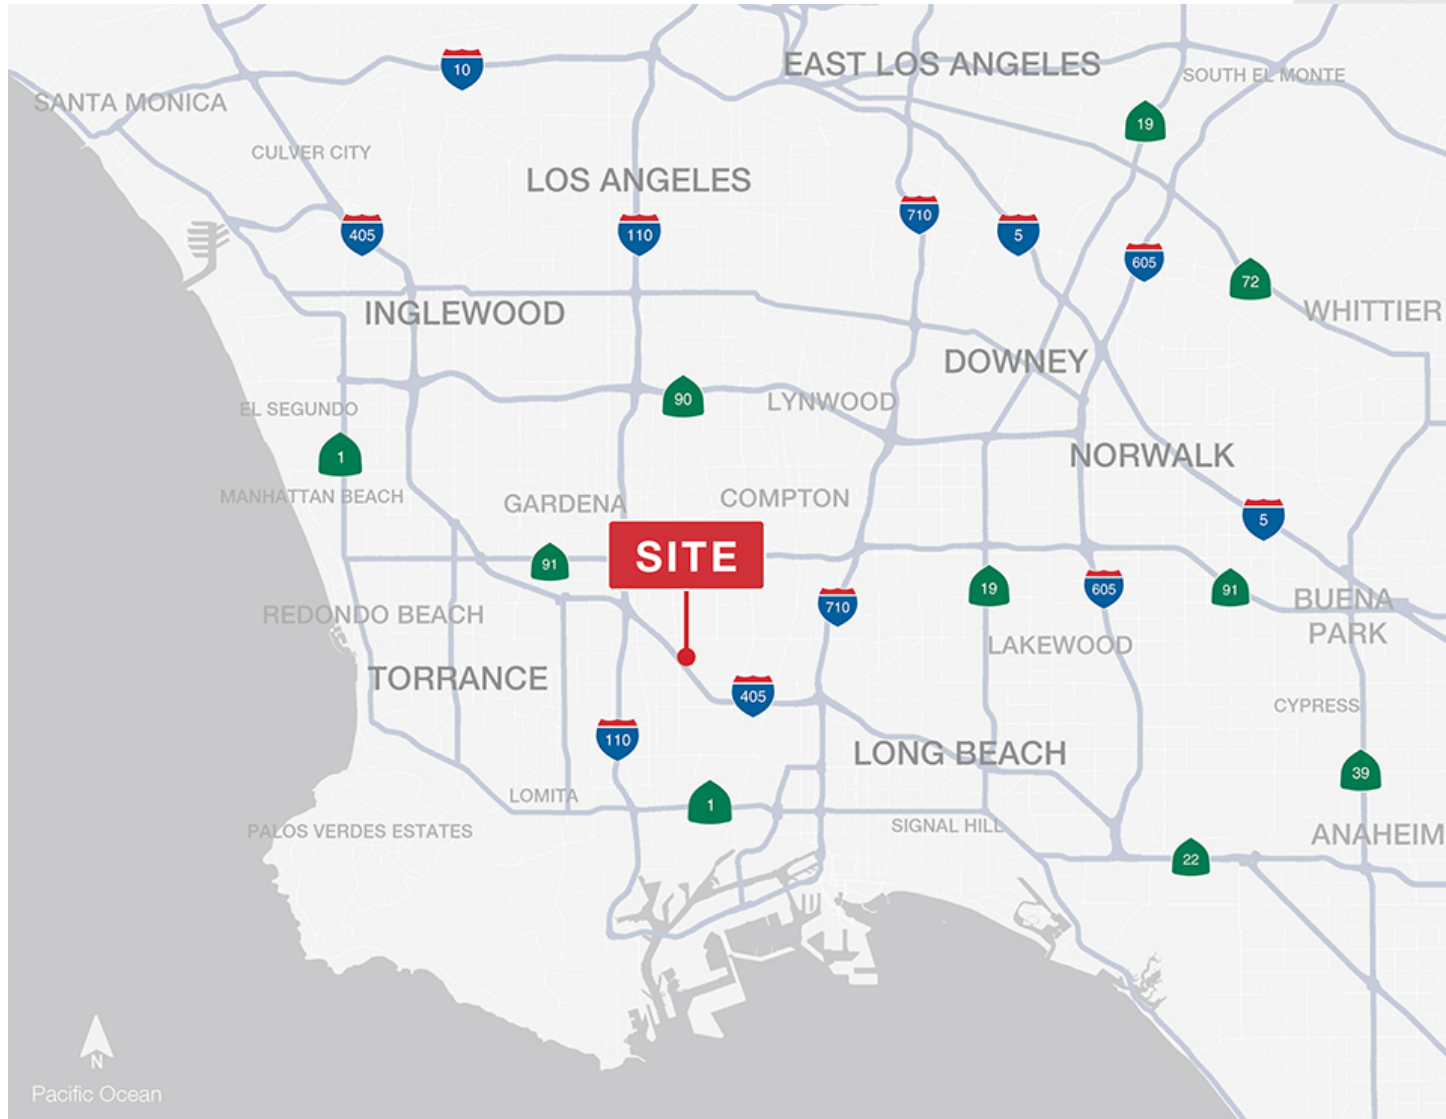 10
EAST LOS ANGELES
SOUTH EL MONTE
SANTA MONICA
19
CULVER CITY
LOS ANGELES
405
110
710
5
605
72
INGLEWOOD
WHITTIER
DOWNEY
90
LYNWOOD
EL SEGUNDO
1
NORWALK
MANHATTAN BEACH
GARDENA
COMPTON
5
SITE
91
19
605
91
710
BUENA
PARK
REDONDO BEACH
LAKEWOOD
TORRANCE
405
CYPRESS
110
LONG BEACH
39
LOMITA
1
PALOS VERDES ESTATES
SIGNAL HILL
ANAHEIM
22
N
Pacific Ocean